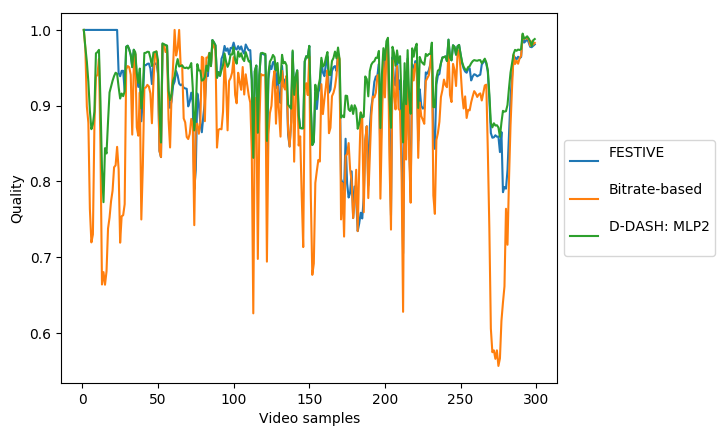 1.0
0.9
0.8
0.7
0.6
Quality
0
50
100
150
200
250
300
Video samples
FESTIVE
Bitrate-based
D-DASH: MLP2